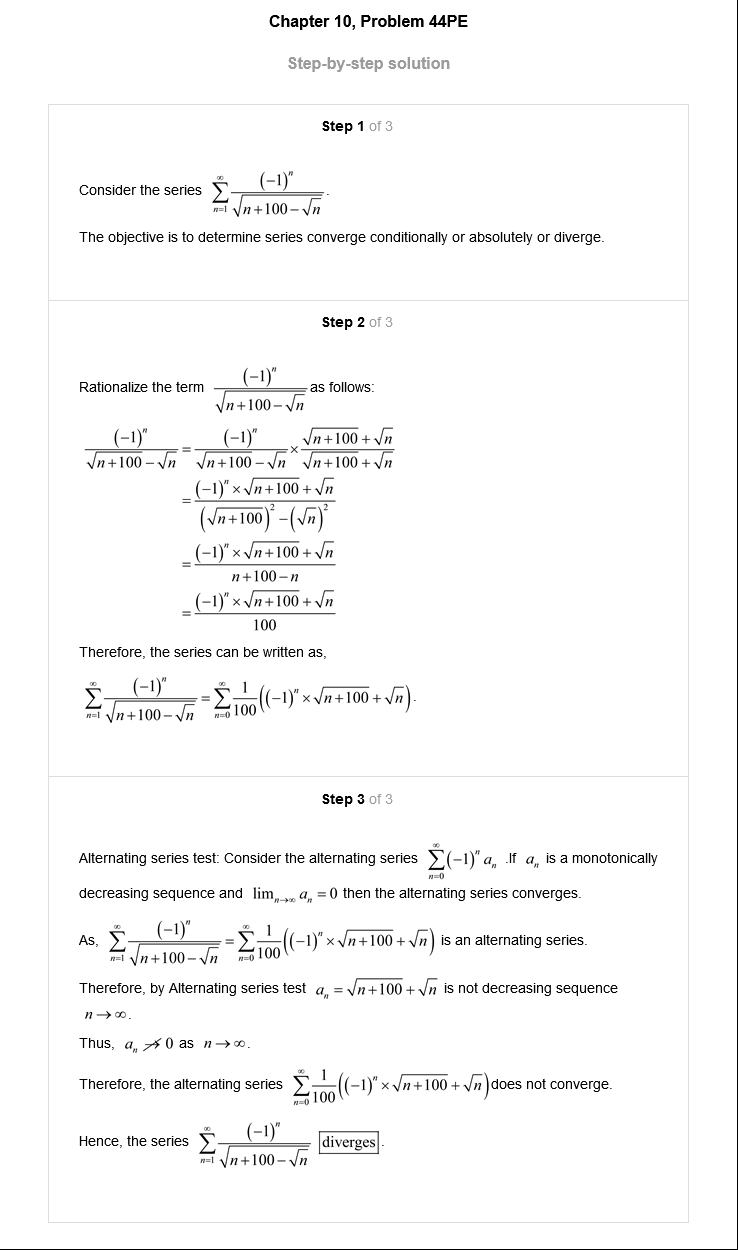 Chapter 10, Problem 44PE
Step-by-step solution
Step 1 of 3
Consider the series $\sum_{n=1}^{\infty} \frac{(-1)^n}{\sqrt{n+100-\sqrt{n}}}$.
The objective is to determine series converge conditionally or absolutely or diverge.
Step 2 of 3
Rationalize the term $\frac{(-1)^n}{\sqrt{n+100-\sqrt{n}}}$ as follows:
$\frac{(-1)^n}{\sqrt{n+100}-\sqrt{n}} = \frac{(-1)^n}{\sqrt{n+100}-\sqrt{n}} \times \frac{\sqrt{n+100}+\sqrt{n}}{\sqrt{n+100}+\sqrt{n}}$
$= \frac{(-1)^n \times \sqrt{n+100}+\sqrt{n}}{(\sqrt{n+100})^2-(\sqrt{n})^2}$
$= \frac{(-1)^n \times \sqrt{n+100}+\sqrt{n}}{n+100-n}$
$= \frac{(-1)^n \times \sqrt{n+100}+\sqrt{n}}{100}$
Therefore, the series can be written as,
$\sum_{n=1}^{\infty} \frac{(-1)^n}{\sqrt{n+100-\sqrt{n}}} = \sum_{n=0}^{\infty} \frac{1}{100}\left((-1)^n \times \sqrt{n+100}+\sqrt{n}\right)$.
Step 3 of 3
Alternating series test: Consider the alternating series $\sum_{n=0}^{\infty} (-1)^n a_n$ .If $a_n$ is a monotonically
decreasing sequence and $\lim_{n\to\infty} a_n = 0$ then the alternating series converges.
As, $\sum_{n=1}^{\infty} \frac{(-1)^n}{\sqrt{n+100-\sqrt{n}}} = \sum_{n=0}^{\infty} \frac{1}{100}\left((-1)^n \times \sqrt{n+100}+\sqrt{n}\right)$ is an alternating series.
Therefore, by Alternating series test $a_n = \sqrt{n+100}+\sqrt{n}$ is not decreasing sequence
$n \to \infty$.
Thus, $a_n \not\to 0$ as $n \to \infty$.
Therefore, the alternating series $\sum_{n=0}^{\infty} \frac{1}{100}\left((-1)^n \times \sqrt{n+100}+\sqrt{n}\right)$ does not converge.
Hence, the series $\sum_{n=1}^{\infty} \frac{(-1)^n}{\sqrt{n+100-\sqrt{n}}}$ diverges.